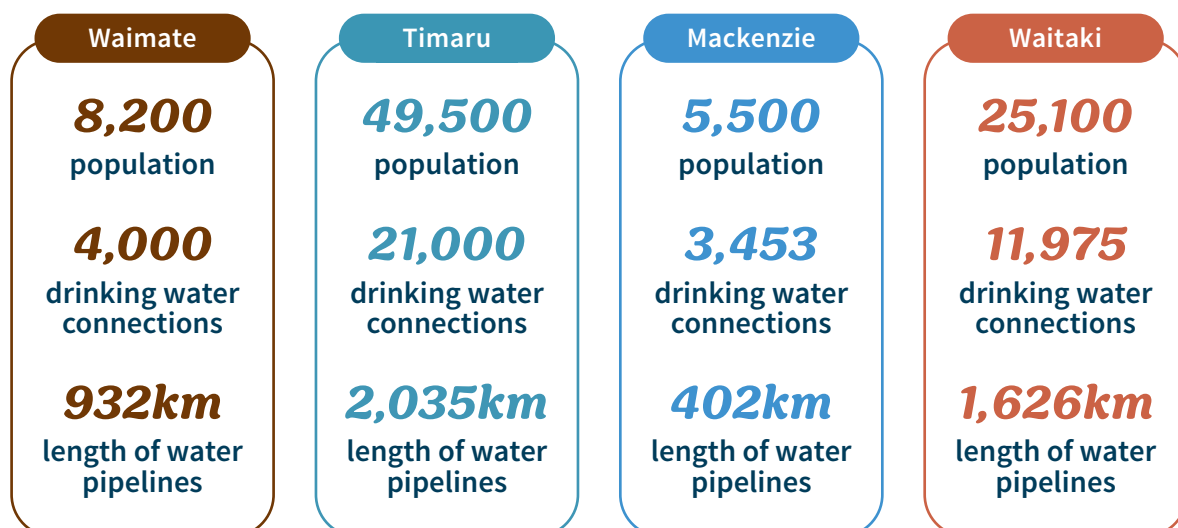 Waimate
8,200
population
4,000
drinking water
connections
932km
length of water
pipelines
Timaru
49,500
population
21,000
drinking water
connections
2,035km
length of water
pipelines
Mackenzie
5,500
population
3,453
drinking water
connections
402km
length of water
pipelines
Waitaki
25,100
population
11,975
drinking water
connections
1,626km
length of water
pipelines